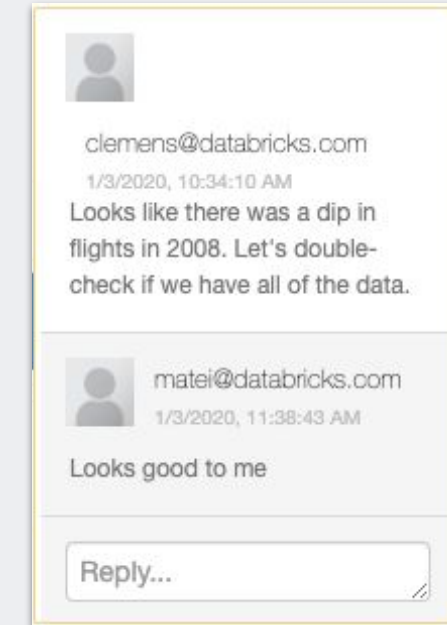 clemens@databricks.com
1/3/2020, 10:34:10 AM
Looks like there was a dip in
flights in 2008. Let's double-
check if we have all of the data.
matei@databricks.com
1/3/2020, 11:38:43 AM
Looks good to me
Reply...